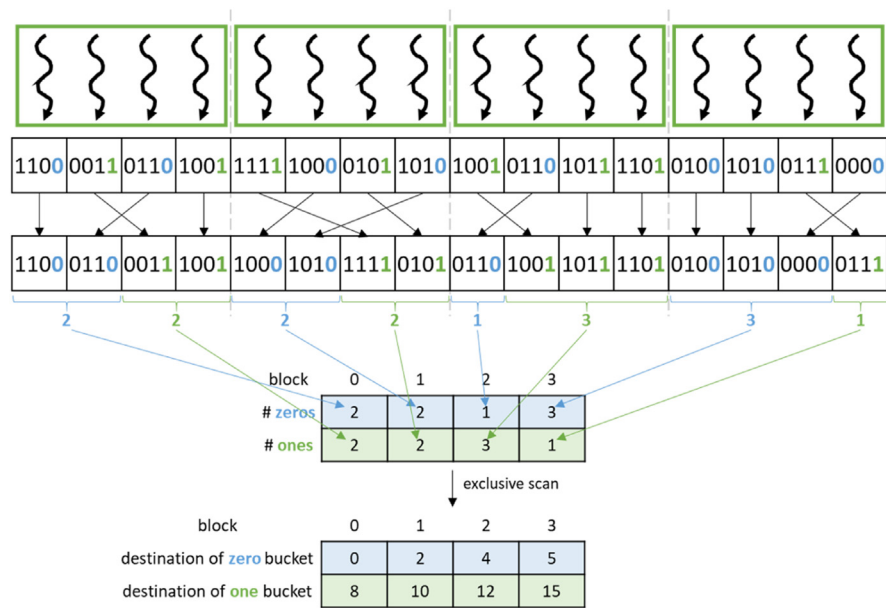 1100 0011 0110 1001 1111 1000 0101 1010 1001 0110 1011 1101 0100 1010 0111 0000
1100 0110 0011 1001 1000 1010 1111 0101 0110 1001 1011 1101 0100 1010 0000 0111
2 2 2 2 1 3 3 1
block 0 1 2 3
# zeros 2 2 1 3
# ones 2 2 3 1
exclusive scan
block 0 1 2 3
destination of zero bucket 0 2 4 5
destination of one bucket 8 10 12 15